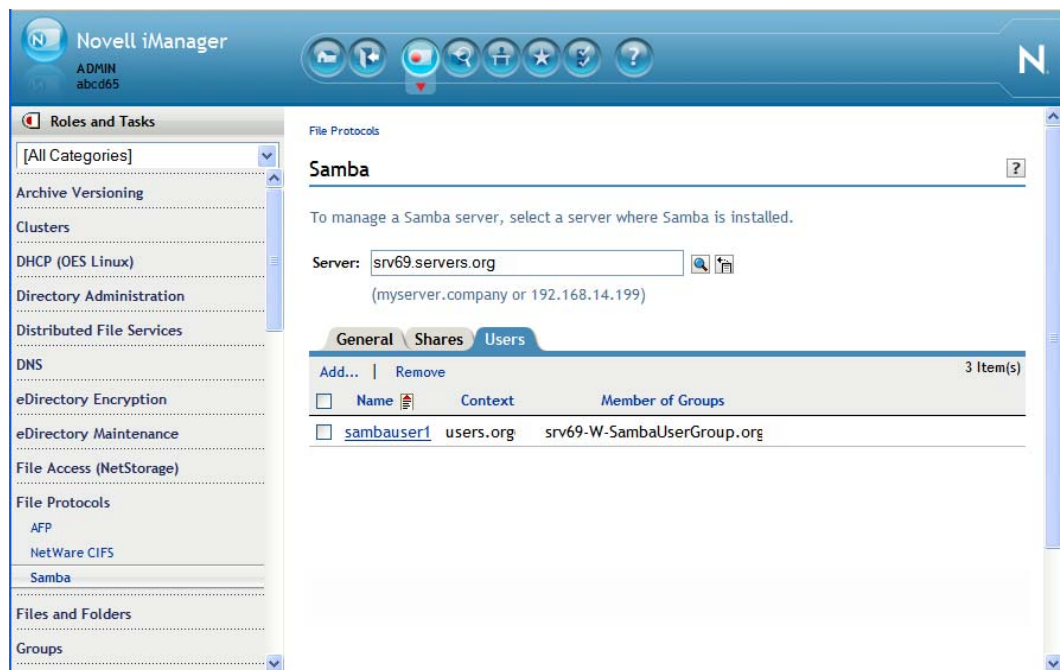 Novell iManager
ADMIN
abcd65
N
N
?
Roles and Tasks
[All Categories]
Archive Versioning
Clusters
DHCP (OES Linux)
Directory Administration
Distributed File Services
DNS
eDirectory Encryption
eDirectory Maintenance
File Access (NetStorage)
File Protocols
AFP
NetWare CIFS
Samba
Files and Folders
Groups
File Protocols
Samba
?
To manage a Samba server, select a server where Samba is installed.
Server: srv69.servers.org
(myserver.company or 192.168.14.199)
General Shares Users
Add... | Remove 3 Item(s)
Name Context Member of Groups
sambauser1 users.org srv69-W-SambaUserGroup.org